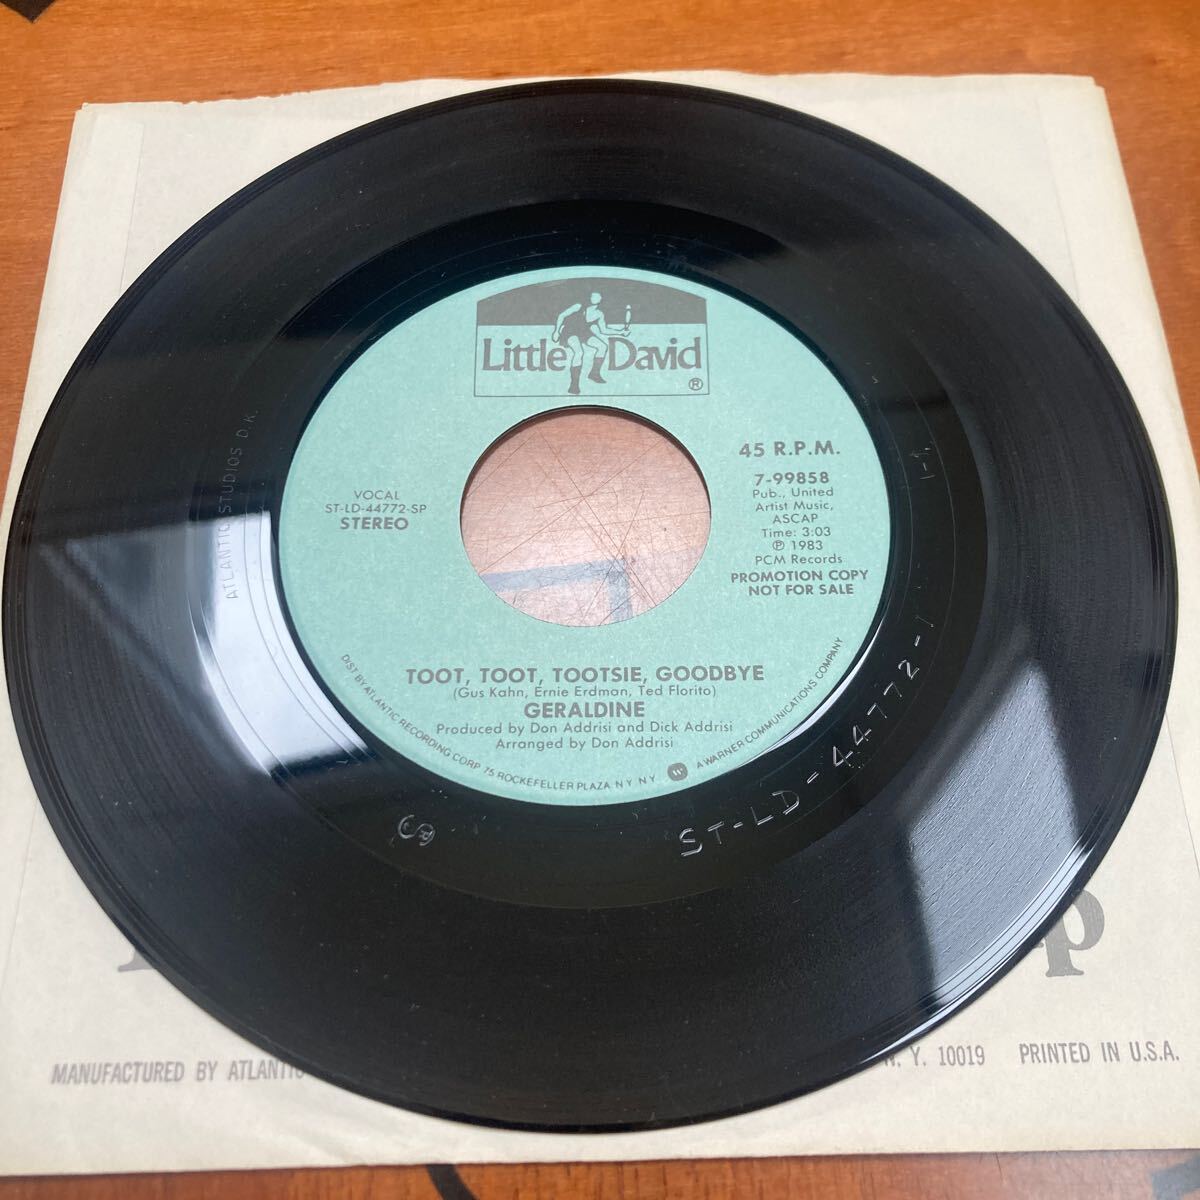 Little David ®
45 R.P.M.
7-99858
Pub., United
Artist Music,
ASCAP
Time: 3:03
℗ 1983
PCM Records
PROMOTION COPY
NOT FOR SALE
VOCAL
ST-LD-44772-SP
STEREO
TOOT, TOOT, TOOTSIE, GOODBYE
(Gus Kahn, Ernie Erdman, Ted Florito)
GERALDINE
Produced by Don Addrisi and Dick Addrisi
Arranged by Don Addrisi
DIST BY ATLANTIC RECORDING CORP 75 ROCKEFELLER PLAZA N Y N Y A WARNER COMMUNICATIONS COMPANY
ATLANTIC STUDIOS D.K.
ST-LD-44772-1
1-1
MANUFACTURED BY ATLANTIC
N. Y. 10019 PRINTED IN U.S.A.